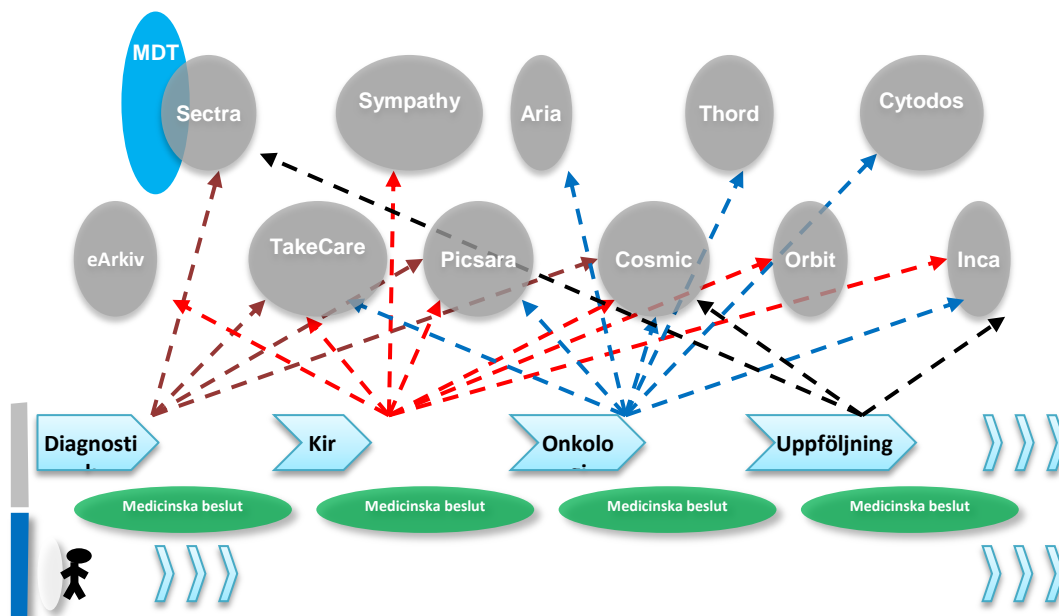 MDT
Sectra
Sympathy
Aria
Thord
Cytodos
eArkiv
TakeCare
Picsara
Cosmic
Orbit
Inca
Diagnosti
Kir
Onkolo
Uppföljning
Medicinska beslut
Medicinska beslut
Medicinska beslut
Medicinska beslut